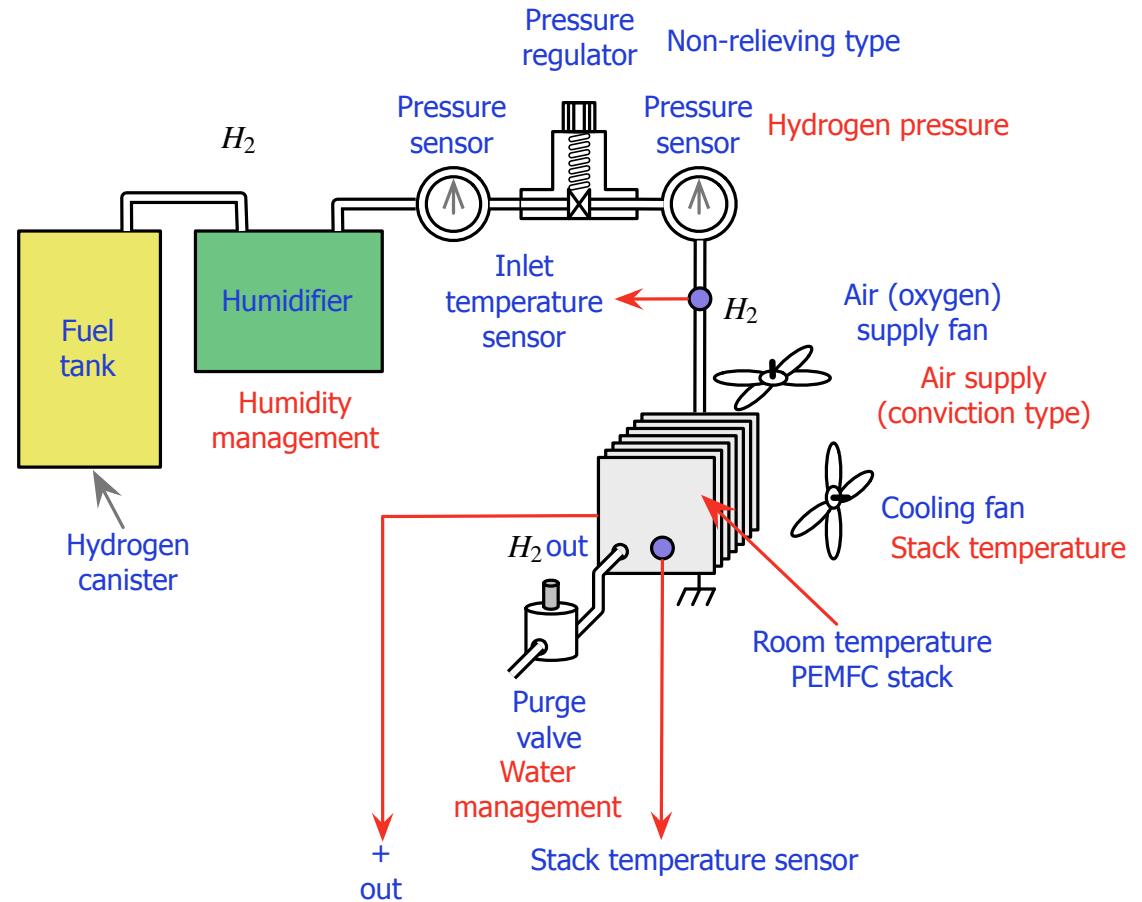 Pressure
regulator
Non-relieving type
Pressure
sensor
Pressure
sensor
Hydrogen pressure
H2
Fuel
tank
Humidifier
Humidity
management
Inlet
temperature
sensor
H2
Air (oxygen)
supply fan
Air supply
(conviction type)
Hydrogen
canister
H2 out
Cooling fan
Stack temperature
Room temperature
PEMFC stack
Purge
valve
Water
management
+
out
Stack temperature sensor